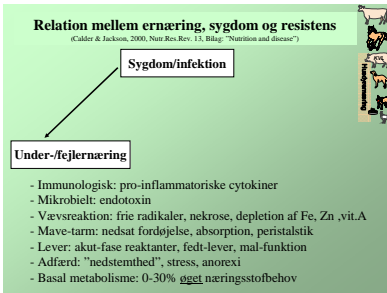 Relation mellem ernæring, sygdom og resistens
(Calder & Jackson, 2000, Nutr.Res.Rev. 13, Bilag: "Nutrition and disease")
KVL
Husdyrernæring
Sygdom/infektion
Under-/fejlernæring
- Immunologisk: pro-inflammatoriske cytokiner
- Mikrobielt: endotoxin
- Vævsreaktion: frie radikaler, nekrose, depletion af Fe, Zn ,vit.A
- Mave-tarm: nedsat fordøjelse, absorption, peristalstik
- Lever: akut-fase reaktanter, fedt-lever, mal-funktion
- Adfærd: "nedstemthed", stress, anorexi
- Basal metabolisme: 0-30% øget næringsstofbehov